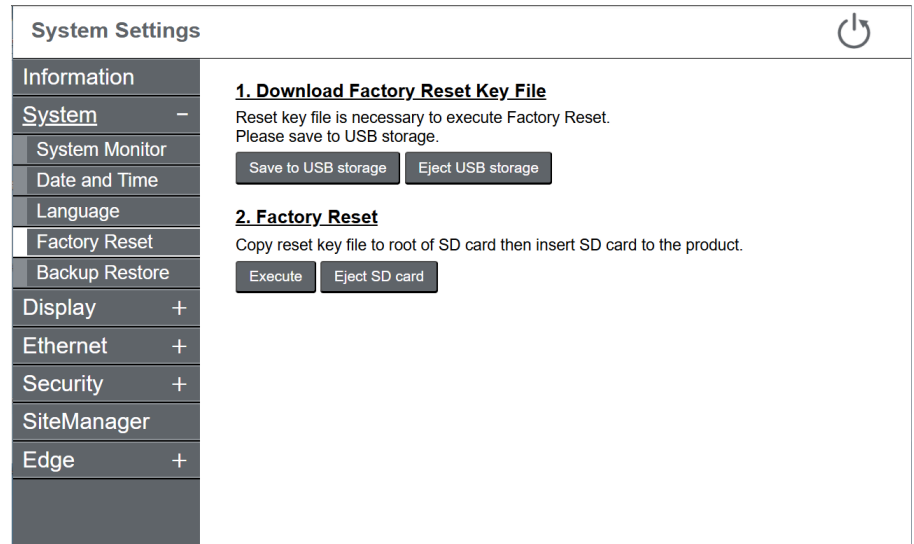 System Settings
Information
System −
System Monitor
Date and Time
Language
Factory Reset
Backup Restore
Display +
Ethernet +
Security +
SiteManager
Edge +
1. Download Factory Reset Key File
Reset key file is necessary to execute Factory Reset.
Please save to USB storage.
Save to USB storage Eject USB storage
2. Factory Reset
Copy reset key file to root of SD card then insert SD card to the product.
Execute Eject SD card